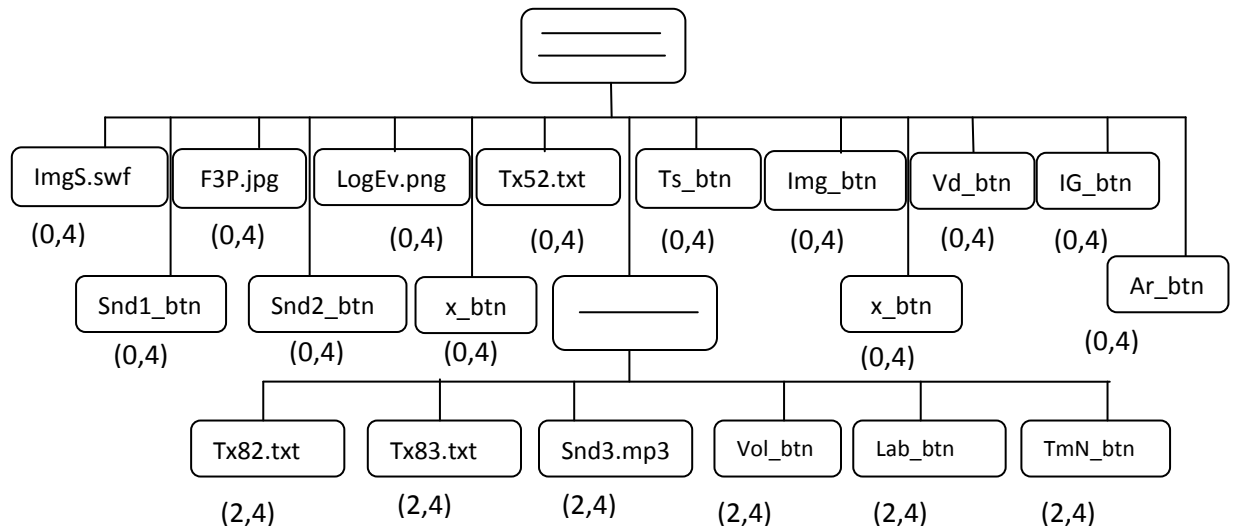 ImgS.swf F3P.jpg LogEv.png Tx52.txt Ts_btn Img_btn Vd_btn IG_btn
(0,4) (0,4) (0,4) (0,4) (0,4) (0,4) (0,4) (0,4)
Snd1_btn Snd2_btn x_btn x_btn Ar_btn
(0,4) (0,4) (0,4) (0,4) (0,4)
Tx82.txt Tx83.txt Snd3.mp3 Vol_btn Lab_btn TmN_btn
(2,4) (2,4) (2,4) (2,4) (2,4) (2,4)